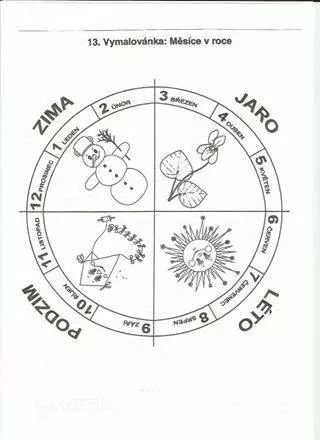 13. Vymalovánka: Měsíce v roce
ZIMA
JARO
LÉTO
PODZIM
1 LEDEN
2 ÚNOR
3 BŘEZEN
4 DUBEN
5 KVĚTEN
6 ČERVEN
7 ČERVENEC
8 SRPEN
9 ZÁŘÍ
10 ŘÍJEN
11 LISTOPAD
12 PROSINEC